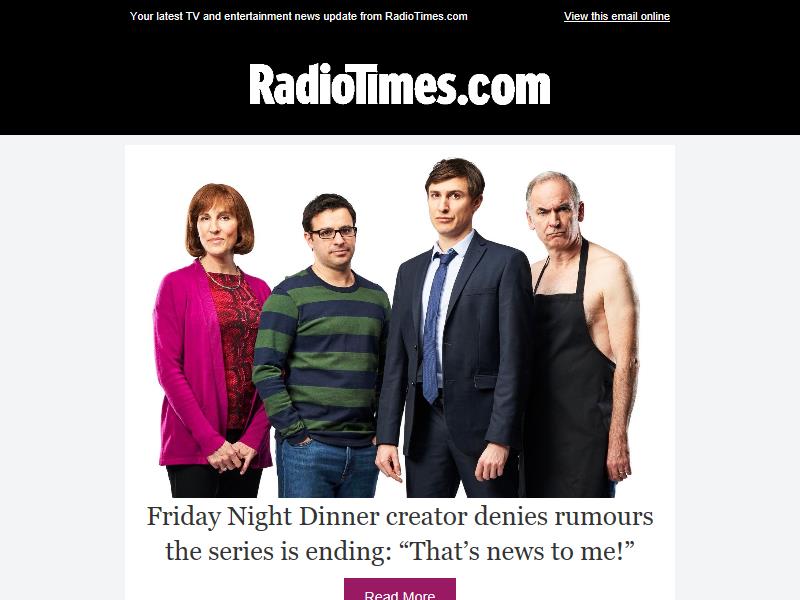 Your latest TV and entertainment news update from RadioTimes.com
View this email online
RadioTimes.com
Friday Night Dinner creator denies rumours
the series is ending: “That’s news to me!”
Read More